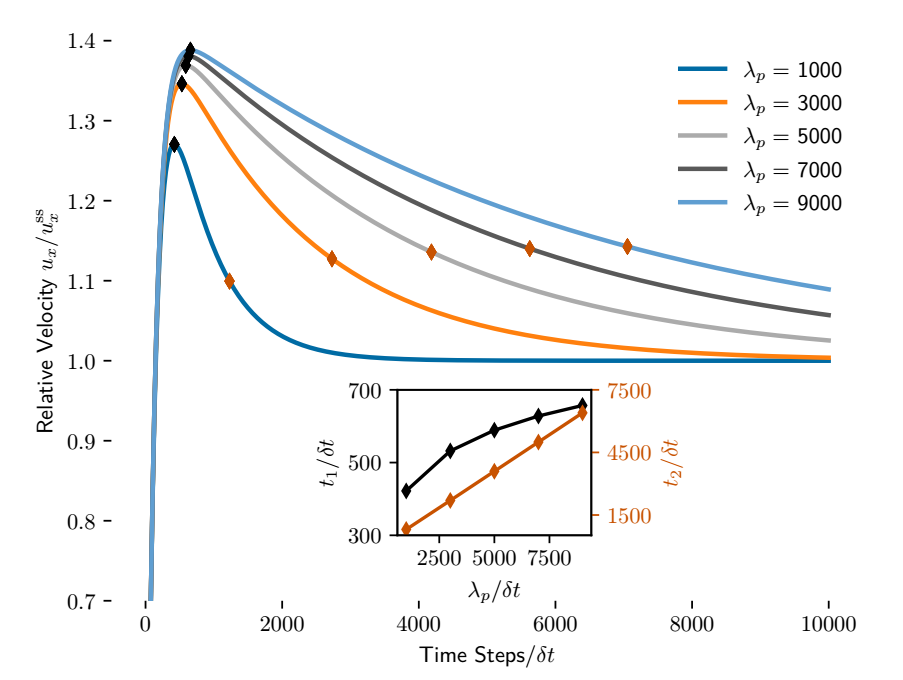 1.4
1.3
1.2
1.1
1.0
0.9
0.8
0.7
Relative Velocity u_x/u_x^ss
λ_p = 1000
λ_p = 3000
λ_p = 5000
λ_p = 7000
λ_p = 9000
700
500
300
t_1/δt
7500
4500
1500
t_2/δt
2500 5000 7500
λ_p/δt
0 2000 4000 6000 8000 10000
Time Steps/δt